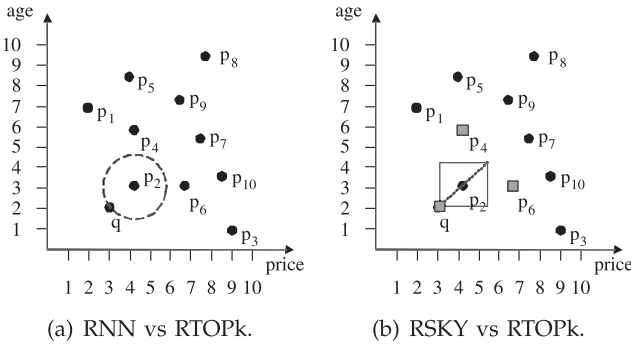 age
10
9
8
7
6
5
4
3
2
1
p8
p5
p9
p1
p4
p7
p2
p10
p6
q
p3
price
1 2 3 4 5 6 7 8 9 10
(a) RNN vs RTOPk.
age
10
9
8
7
6
5
4
3
2
1
p8
p5
p9
p1
p4
p7
p10
p2
p6
q
p3
price
1 2 3 4 5 6 7 8 9 10
(b) RSKY vs RTOPk.